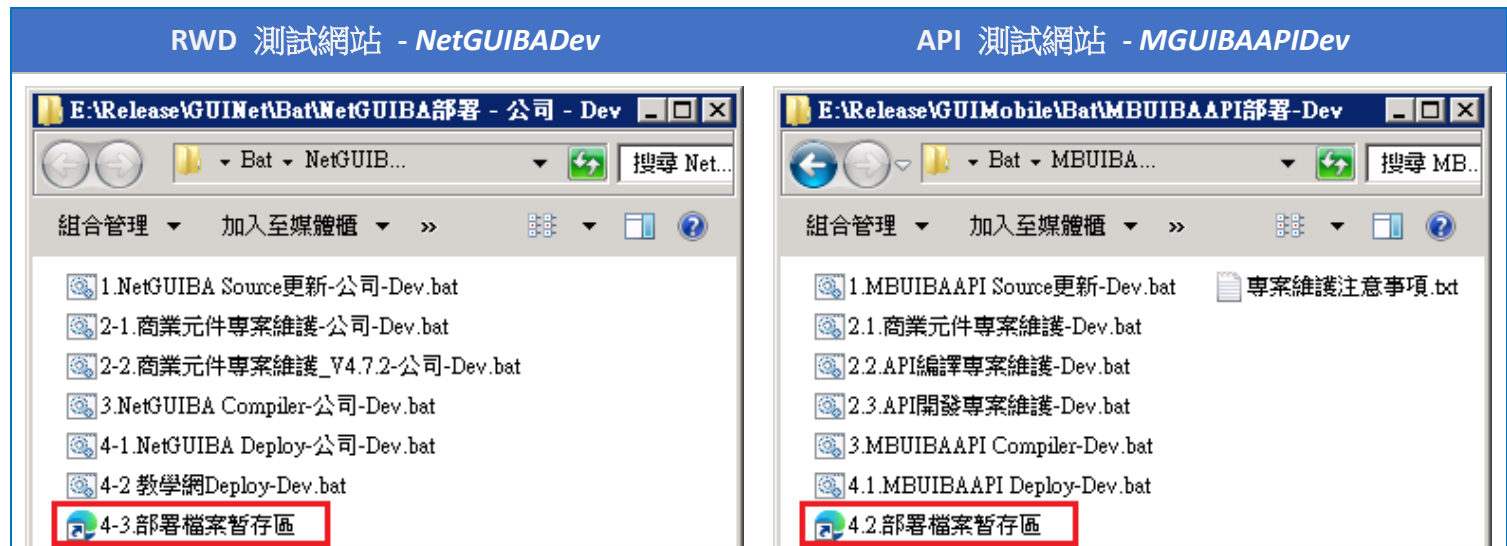 RWD 測試網站 - NetGUIBADev
API 測試網站 - MGUIBAAPIDev
E:\Release\GUINet\Bat\NetGUIBA部署 - 公司 - Dev
Bat NetGUIB...
搜尋 Net...
組合管理 加入至媒體櫃 »
1.NetGUIBA Source更新-公司-Dev.bat
2-1.商業元件專案維護-公司-Dev.bat
2-2.商業元件專案維護_V4.7.2-公司-Dev.bat
3.NetGUIBA Compiler-公司-Dev.bat
4-1.NetGUIBA Deploy-公司-Dev.bat
4-2 教學網Deploy-Dev.bat
4-3.部署檔案暫存區
E:\Release\GUIMobile\Bat\MBUIBAAPI部署-Dev
Bat MBUIBA...
搜尋 MB...
組合管理 加入至媒體櫃 »
1.MBUIBAAPI Source更新-Dev.bat
2.1.商業元件專案維護-Dev.bat
2.2.API編譯專案維護-Dev.bat
2.3.API開發專案維護-Dev.bat
3.MBUIBAAPI Compiler-Dev.bat
4.1.MBUIBAAPI Deploy-Dev.bat
4.2.部署檔案暫存區
專案維護注意事項.txt